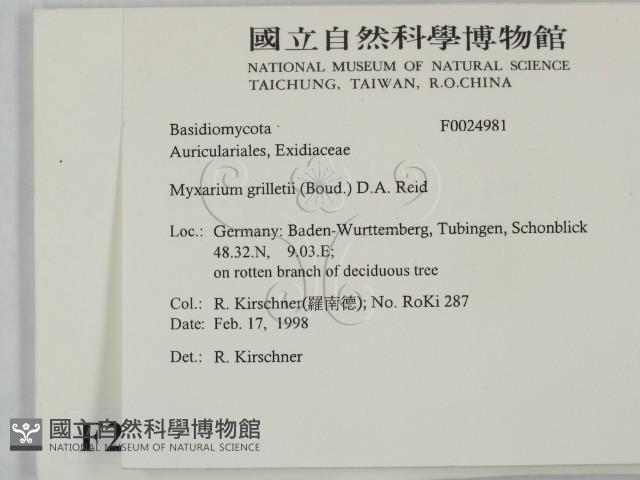 國立自然科學博物館
NATIONAL MUSEUM OF NATURAL SCIENCE
TAICHUNG, TAIWAN, R.O.CHINA
Basidiomycota F0024981
Auriculariales, Exidiaceae
Myxarium grilletii (Boud.) D.A. Reid
Loc.: Germany: Baden-Wurttemberg, Tubingen, Schonblick
48.32.N, 9.03.E;
on rotten branch of deciduous tree
Col.: R. Kirschner(羅南德); No. RoKi 287
Date: Feb. 17, 1998
Det.: R. Kirschner
F2
國立自然科學博物館
NATIONAL MUSEUM OF NATURAL SCIENCE